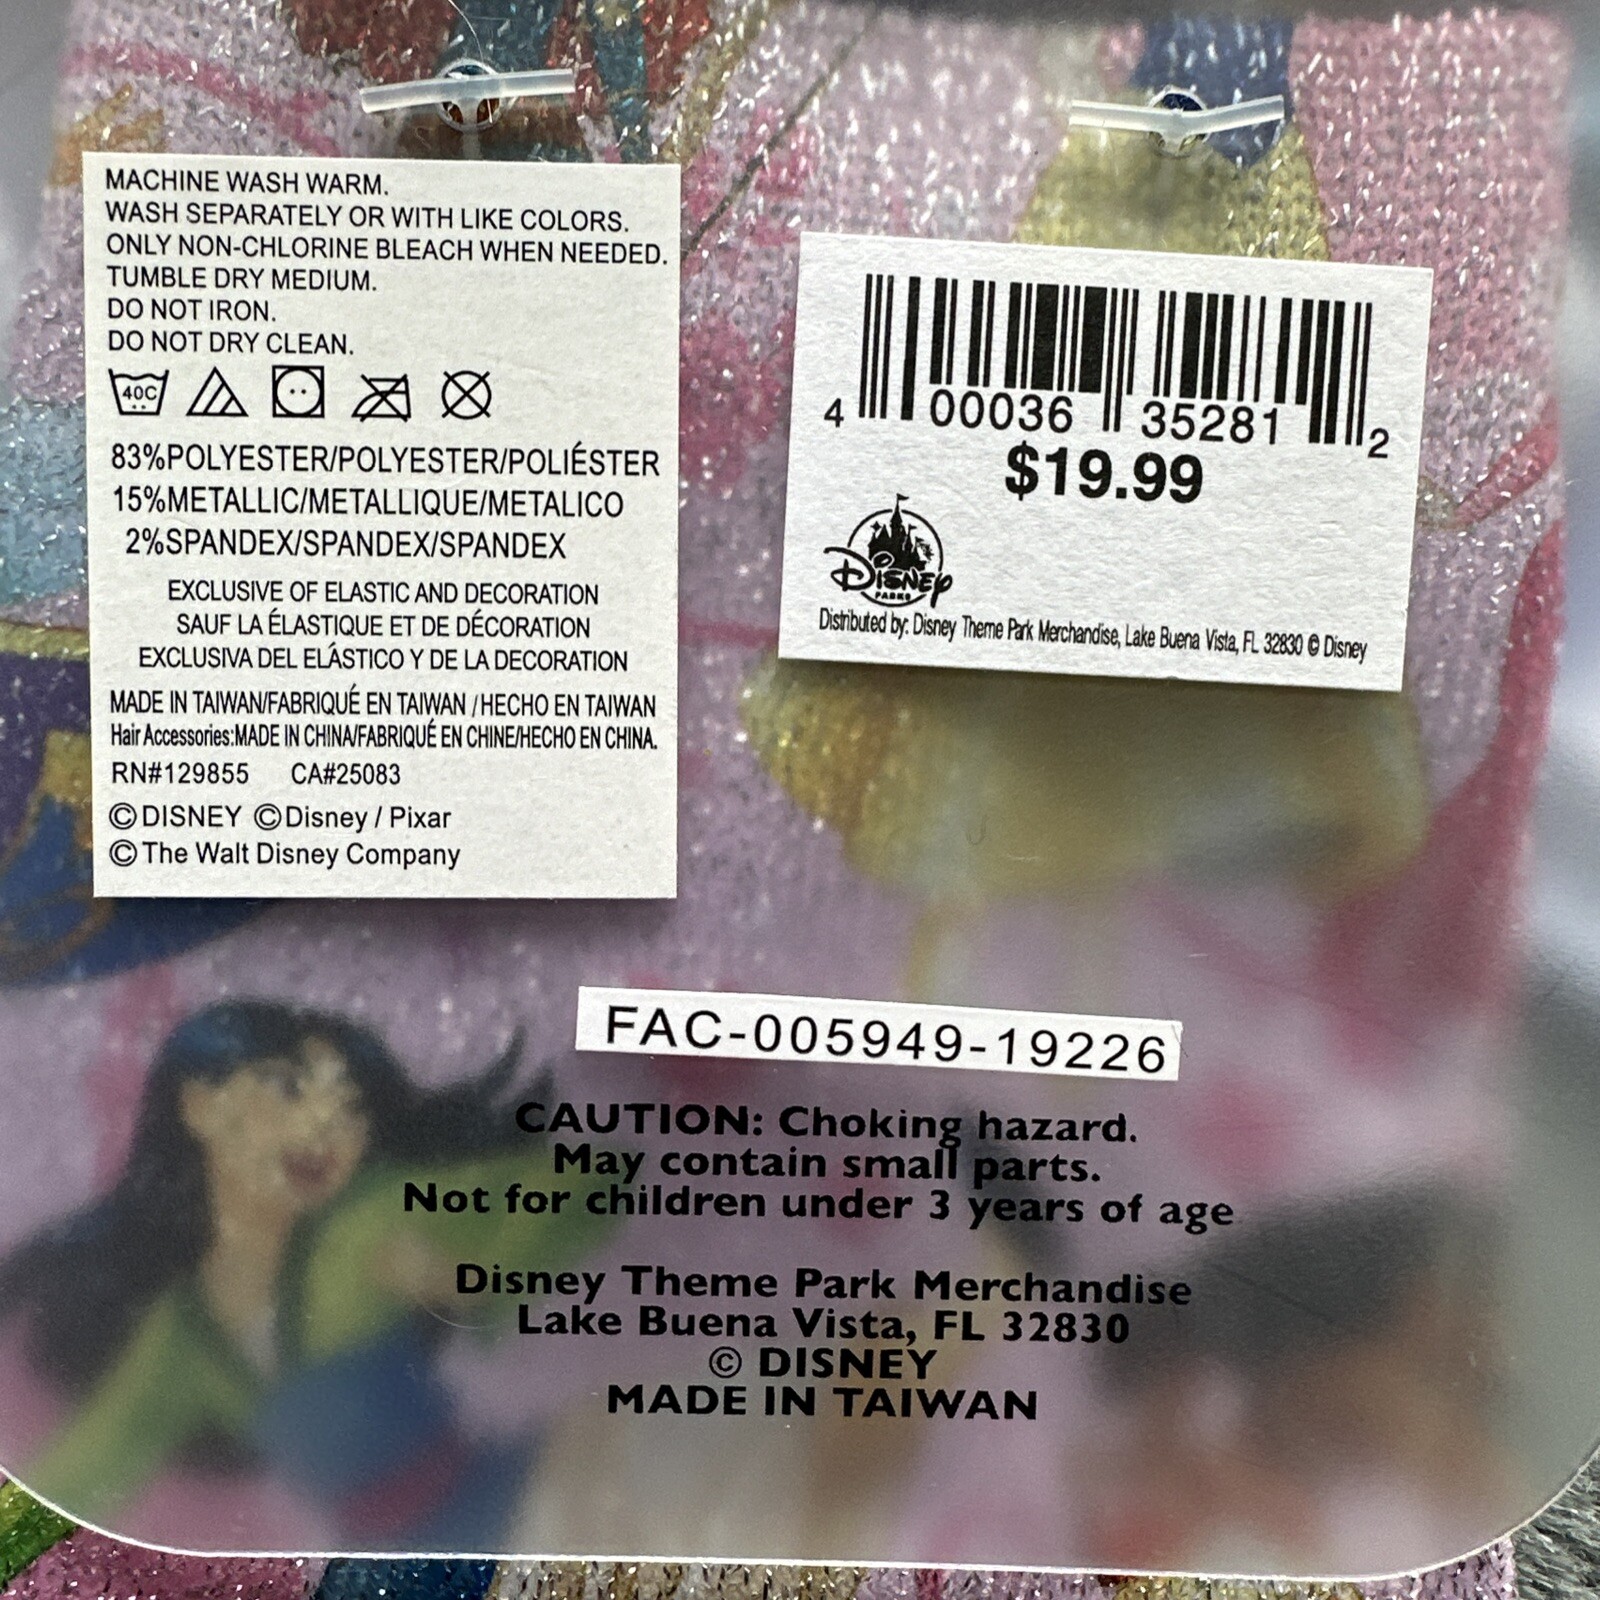 MACHINE WASH WARM.
WASH SEPARATELY OR WITH LIKE COLORS.
ONLY NON-CHLORINE BLEACH WHEN NEEDED.
TUMBLE DRY MEDIUM.
DO NOT IRON.
DO NOT DRY CLEAN.
40C
83%POLYESTER/POLYESTER/POLIÉSTER
15%METALLIC/METALLIQUE/METALICO
2%SPANDEX/SPANDEX/SPANDEX
EXCLUSIVE OF ELASTIC AND DECORATION
SAUF LA ÉLASTIQUE ET DE DÉCORATION
EXCLUSIVA DEL ELÁSTICO Y DE LA DECORATION
MADE IN TAIWAN/FABRIQUÉ EN TAIWAN /HECHO EN TAIWAN
Hair Accessories:MADE IN CHINA/FABRIQUÉ EN CHINE/HECHO EN CHINA.
RN#129855 CA#25083
©DISNEY ©Disney / Pixar
©The Walt Disney Company
4 00036 35281 2
$19.99
DISNEY
PARKS
Distributed by: Disney Theme Park Merchandise, Lake Buena Vista, FL 32830 © Disney
FAC-005949-19226
CAUTION: Choking hazard.
May contain small parts.
Not for children under 3 years of age
Disney Theme Park Merchandise
Lake Buena Vista, FL 32830
© DISNEY
MADE IN TAIWAN